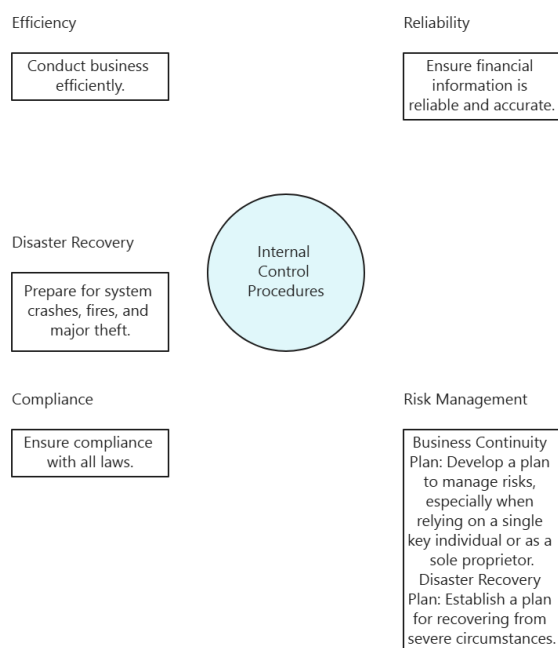 Efficiency
Conduct business
efficiently.
Reliability
Ensure financial
information is
reliable and accurate.
Disaster Recovery
Prepare for system
crashes, fires, and
major theft.
Internal
Control
Procedures
Compliance
Ensure compliance
with all laws.
Risk Management
Business Continuity
Plan: Develop a plan
to manage risks,
especially when
relying on a single
key individual or as a
sole proprietor.
Disaster Recovery
Plan: Establish a plan
for recovering from
severe circumstances.